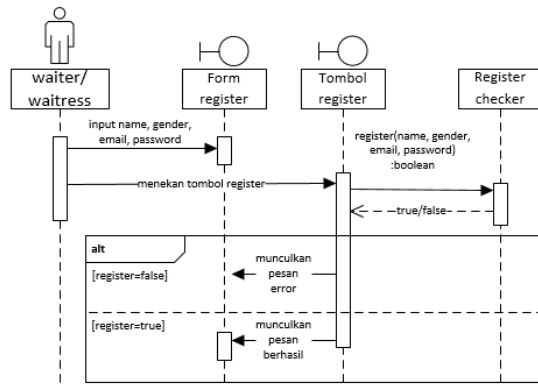 waiter/
waitress
Form
register
Tombol
register
Register
checker
input name, gender,
email, password
register(name, gender,
email, password)
:boolean
menekan tombol register
true/false
alt
[register=false]
munculkan
pesan
error
[register=true]
munculkan
pesan
berhasil